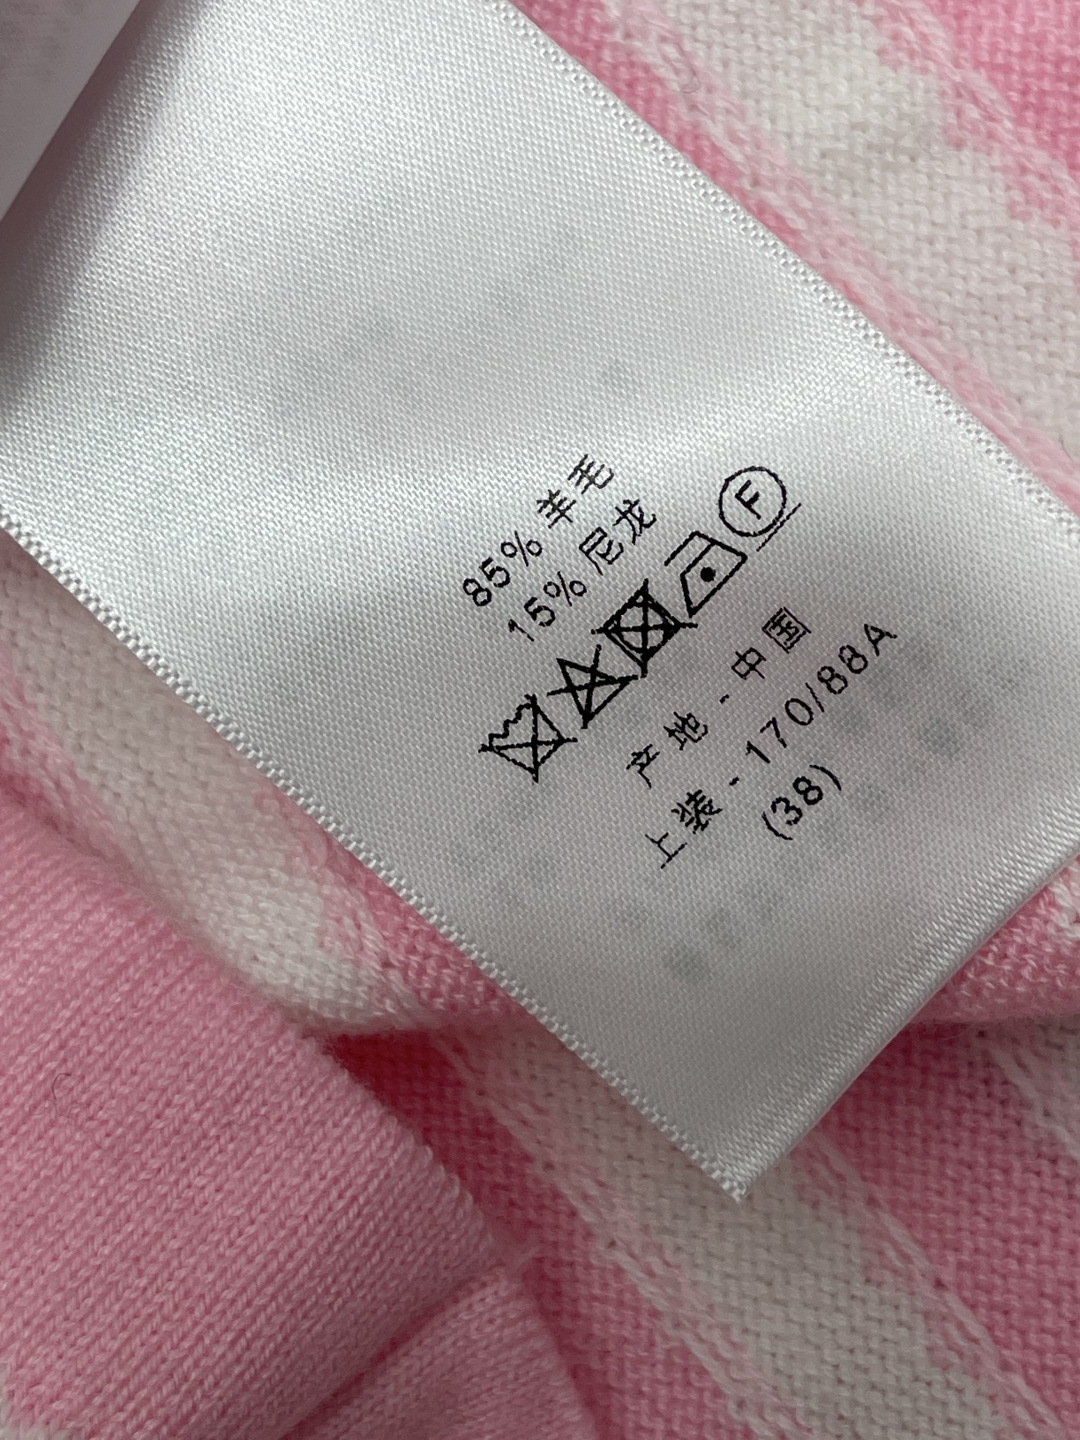 85% 羊毛
15% 尼龙
F
产地 - 中国
上装 - 170/88A
(38)